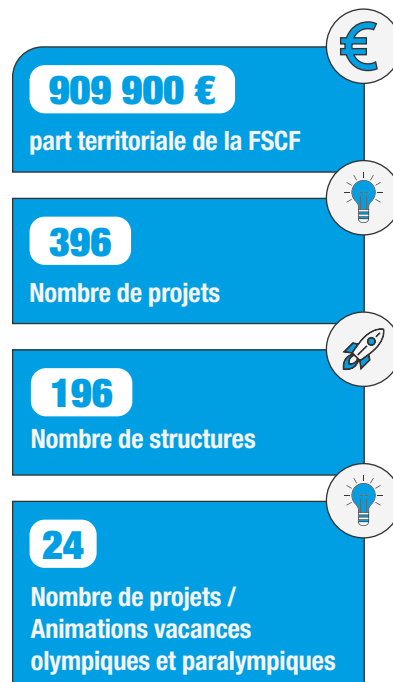 €
909 900 €
part territoriale de la FSCF
396
Nombre de projets
196
Nombre de structures
24
Nombre de projets /
Animations vacances
olympiques et paralympiques